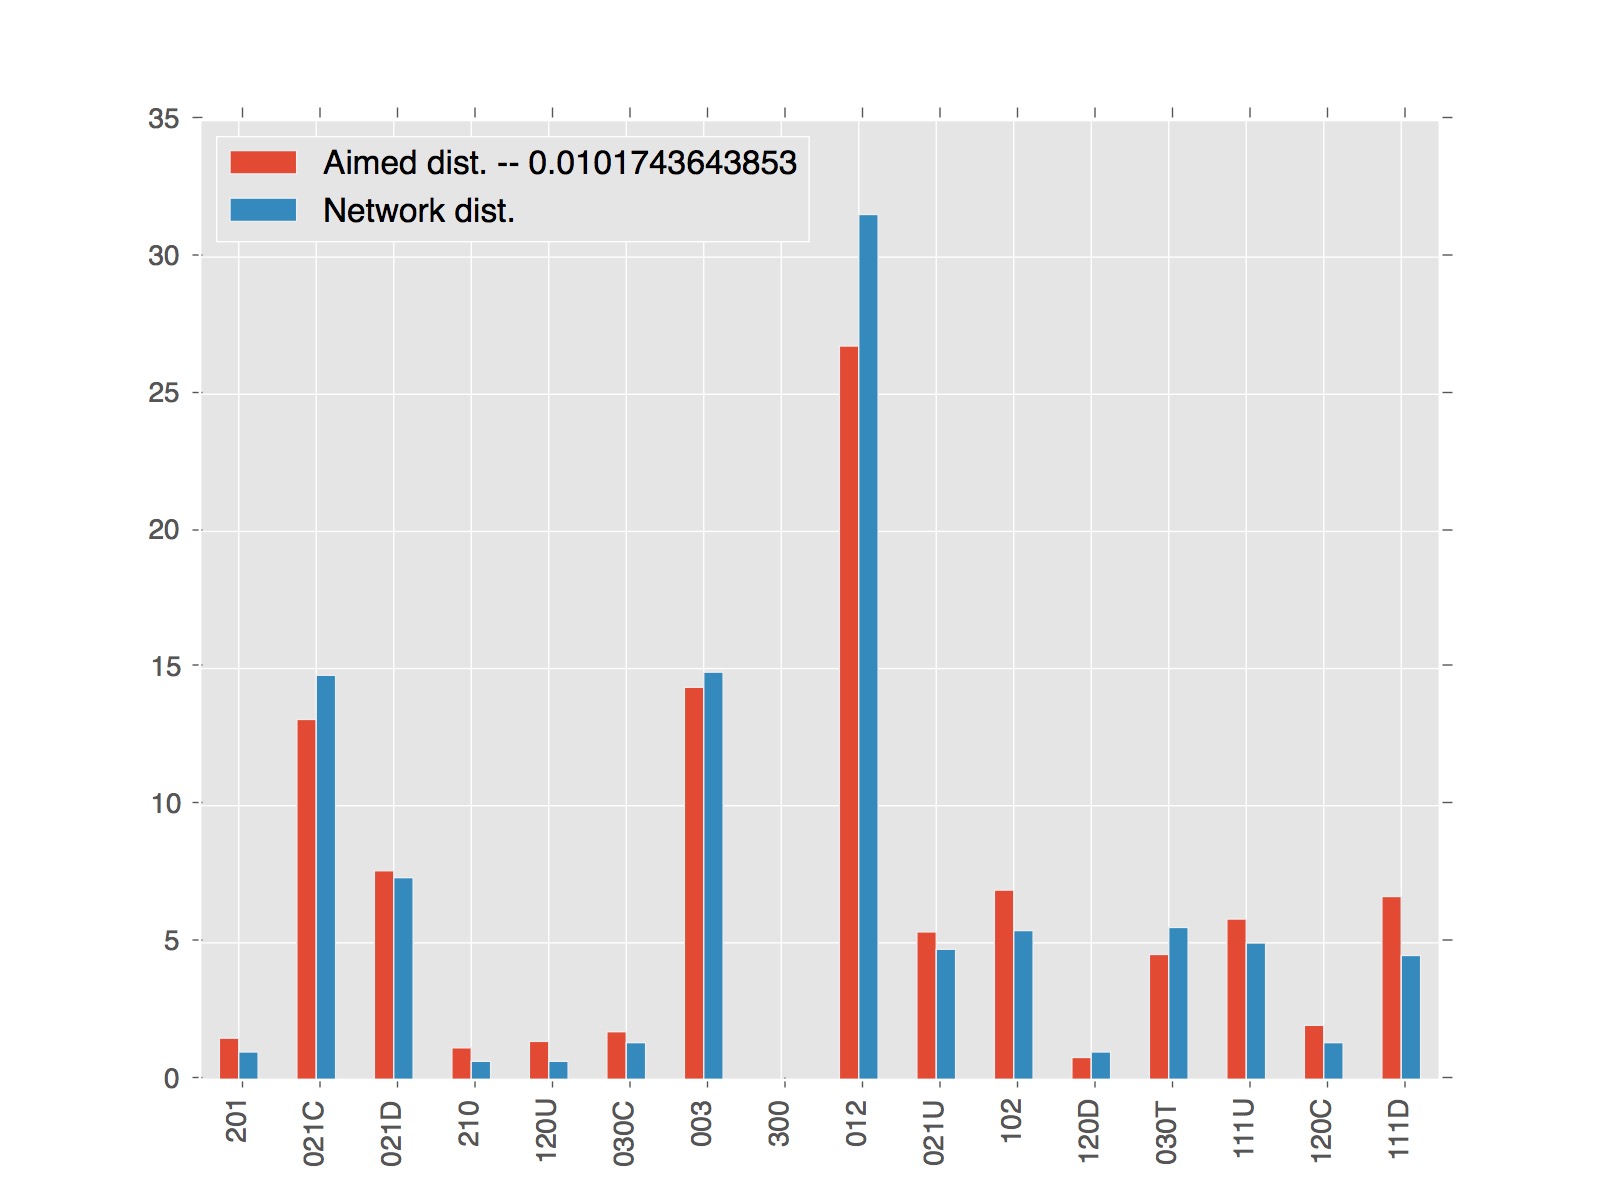 Aimed dist. -- 0.0101743643853
Network dist.
35
30
25
20
15
10
5
0
201
021C
021D
210
120U
030C
003
300
012
021U
102
120D
030T
111U
120C
111D